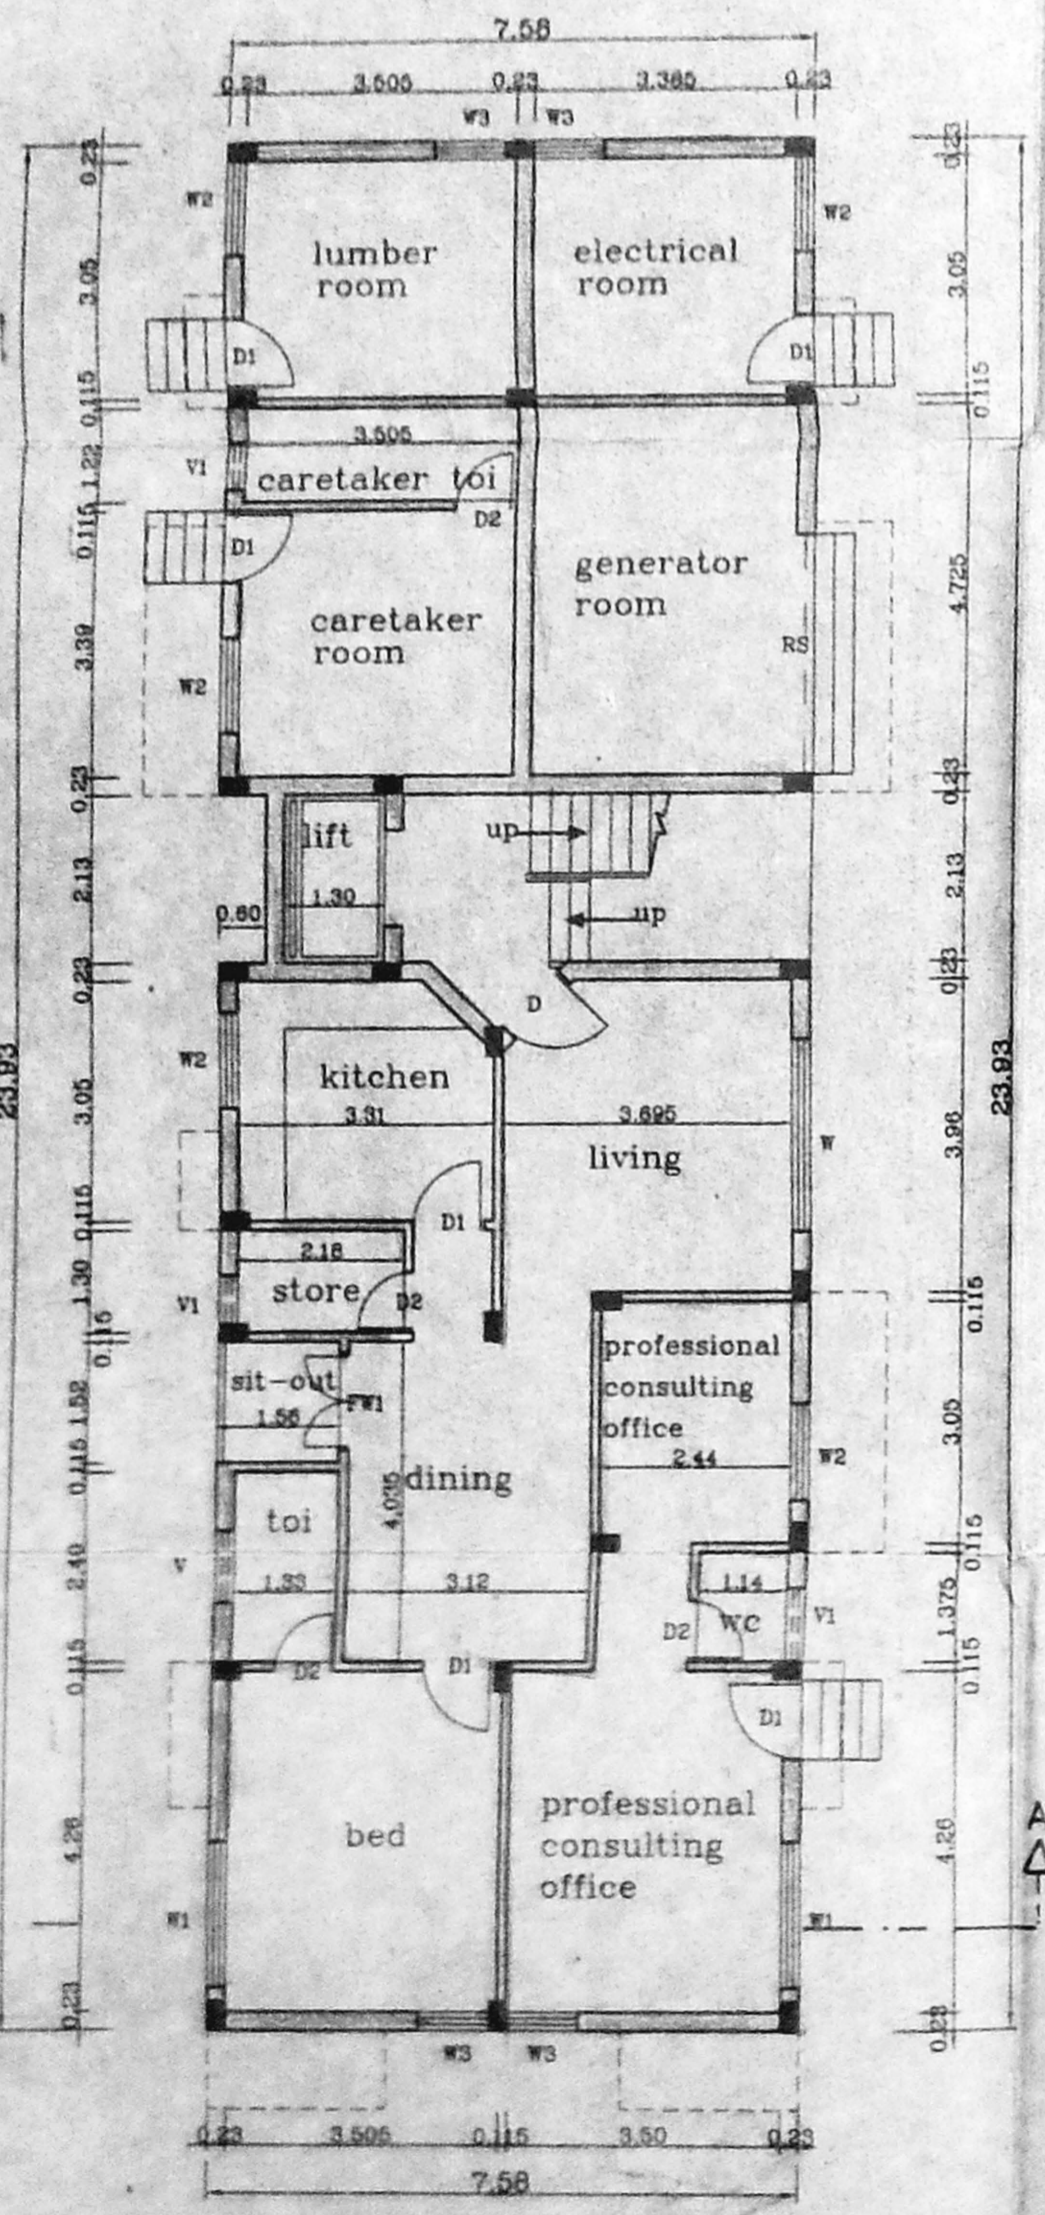 7.58
0.23 3.505 0.23 3.385 0.23
W3 W3
0.23
0.23
W2
W2
lumber
room
electrical
room
3.05
3.05
D1
D1
0.115
0.115
3.505
V1
1.22
caretaker toi
D2
0.115
D1
generator
room
4.725
caretaker
room
3.39
RS
W2
0.23
0.23
lift
up
2.13
2.13
1.30
0.60
up
0.23
0.23
D
W2
kitchen
23.93
23.93
3.05
3.31
3.695
3.96
W
living
0.115
D1
2.18
1.30
store
V1
D2
0.115
0.115
professional
consulting
office
sit-out
FW1
1.52
1.56
3.05
2.44
W2
0.115
dining
4.035
toi
0.115
V
2.40
1.33
3.12
1.14
1.375
D2
wc
V1
0.115
D2
D1
0.115
D1
professional
consulting
office
bed
A
4.26
4.26
W1
W1
0.23
0.23
W3 W3
0.23 3.505 0.115 3.50 0.23
7.58